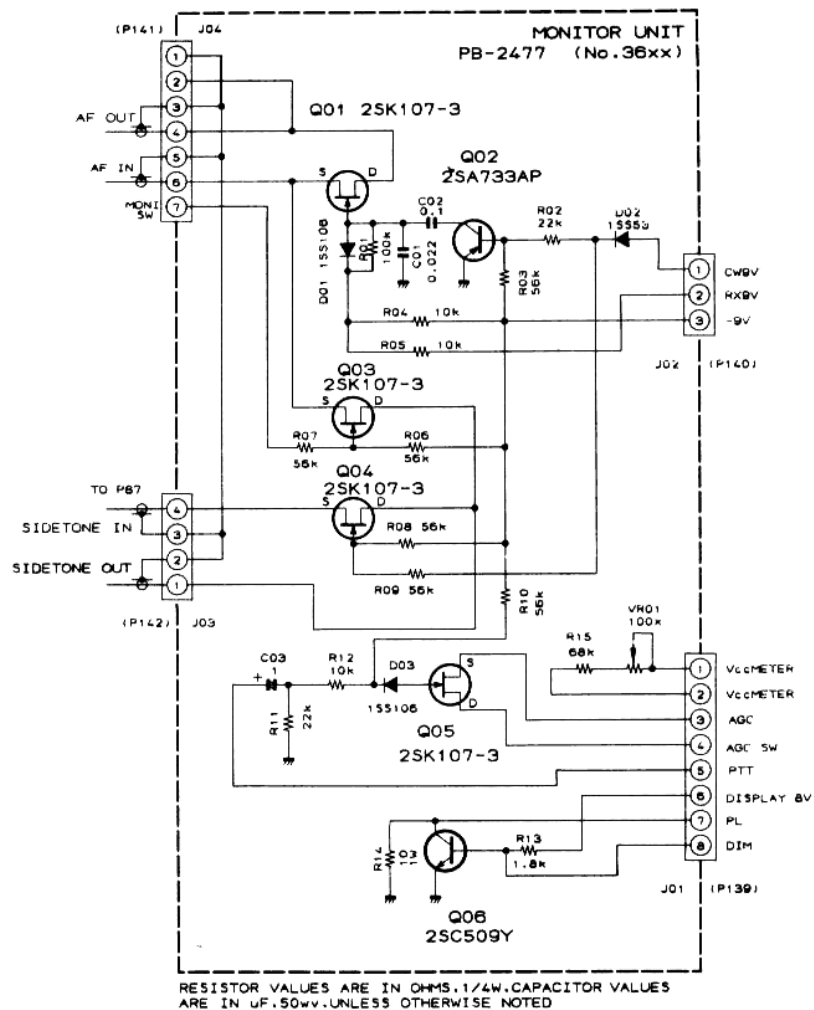 (P141) J04
MONITOR UNIT
PB-2477 (No.36xx)
1
2
3
4
5
6
7
AF OUT
AF IN
MONI
SW
Q01 2SK107-3
S D
Q02
2SA733AP
C02
0.1
D01 1SS106
R01
100k
C01
0.022
R02
22k
D02
1SS53
R03
56k
R04 10k
R05 10k
1 CW8V
2 RX8V
3 -9V
J02 (P140)
Q03
2SK107-3
S D
R07
56k
R06
56k
Q04
2SK107-3
S D
R08 56k
R09 56k
R10
56k
TO P87
SIDETONE IN
SIDETONE OUT
4
3
2
1
(P142) J03
C03
+ 1
R12
10k
D03
1SS106
R11
22k
S
D
Q05
2SK107-3
VR01
100k
R15
68k
1 VccMETER
2 VccMETER
3 AGC
4 AGC SW
5 PTT
6 DISPLAY 8V
7 PL
8 DIM
R14
10
1W
R13
1.8k
J01 (P139)
Q06
2SC509Y
RESISTOR VALUES ARE IN OHMS.1/4W.CAPACITOR VALUES
ARE IN uF.50wv.UNLESS OTHERWISE NOTED